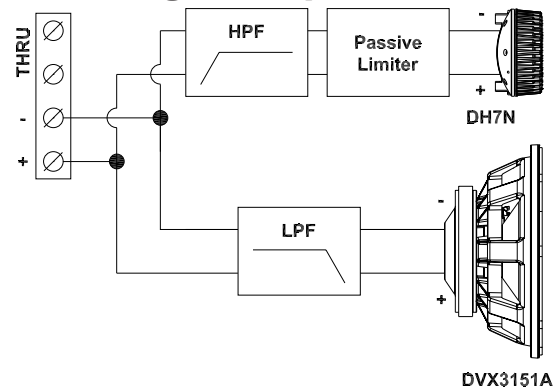 THRU
-
+
HPF
Passive
Limiter
-
+
DH7N
LPF
-
+
DVX3151A